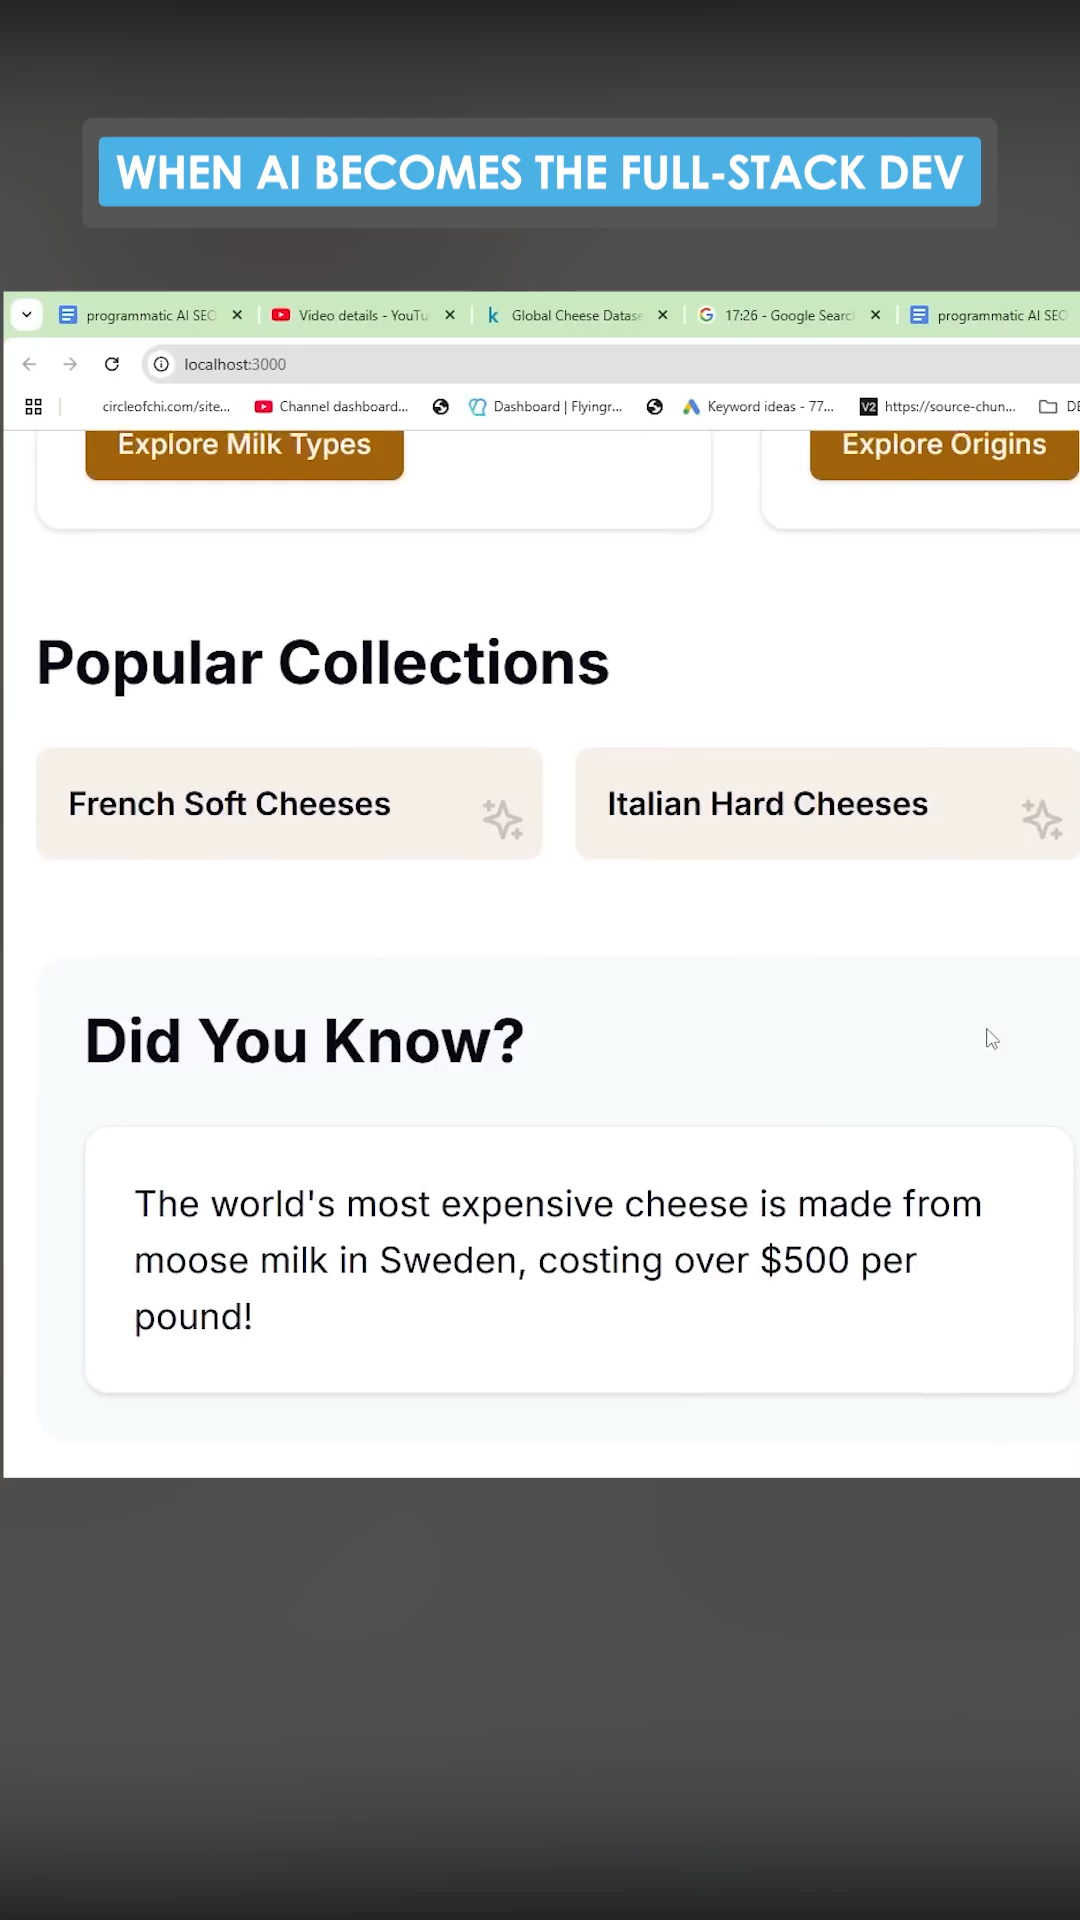 WHEN AI BECOMES THE FULL-STACK DEV
programmatic AI SEO
Video details - YouTu
Global Cheese Datase
17:26 - Google Searc
programmatic AI SEO
localhost:3000
circleofchi.com/site...
Channel dashboard...
Dashboard | Flyingr...
Keyword ideas - 77...
V2
https://source-chun...
DE
Explore Milk Types
Explore Origins
Popular Collections
French Soft Cheeses
Italian Hard Cheeses
Did You Know?
The world's most expensive cheese is made from
moose milk in Sweden, costing over $500 per
pound!